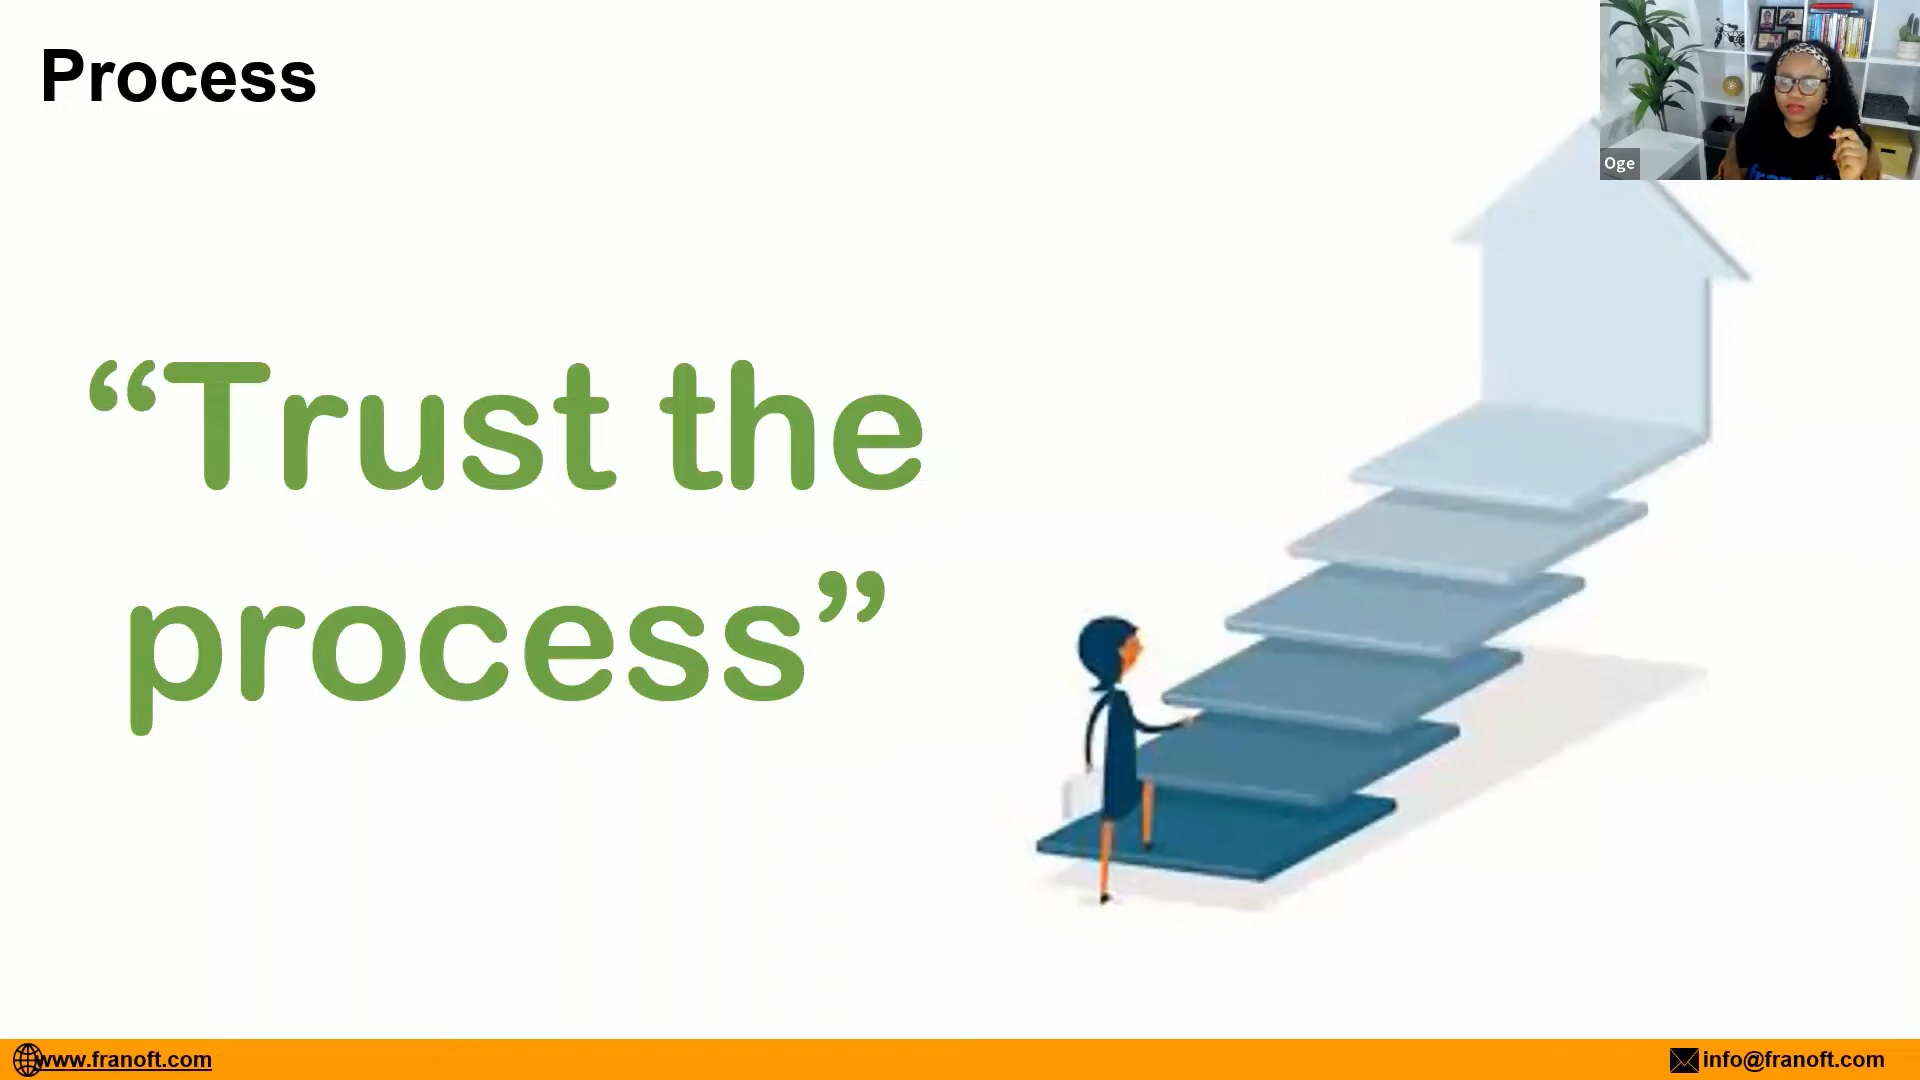 Process
Oge
“Trust the
process”
www.franoft.com
info@franoft.com